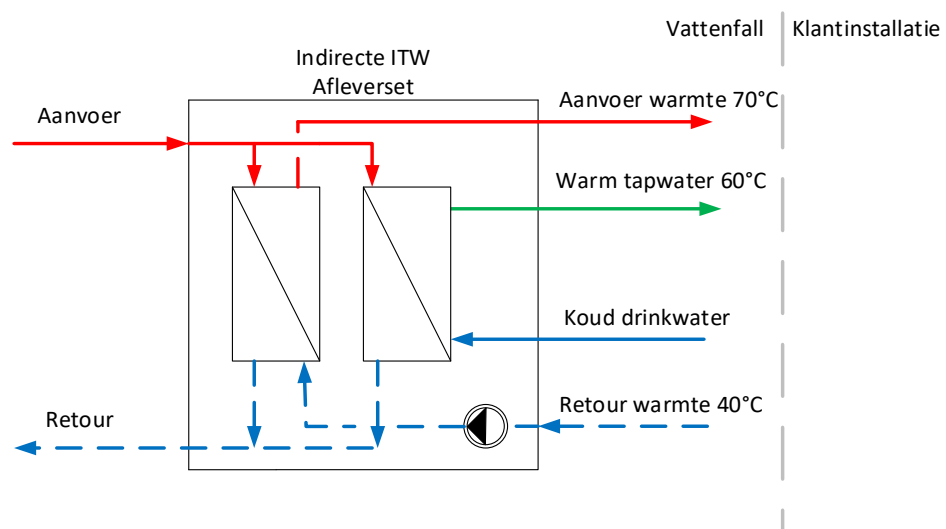 Vattenfall
Klantinstallatie
Indirecte ITW
Afleverset
Aanvoer
Aanvoer warmte 70°C
Warm tapwater 60°C
Koud drinkwater
Retour
Retour warmte 40°C